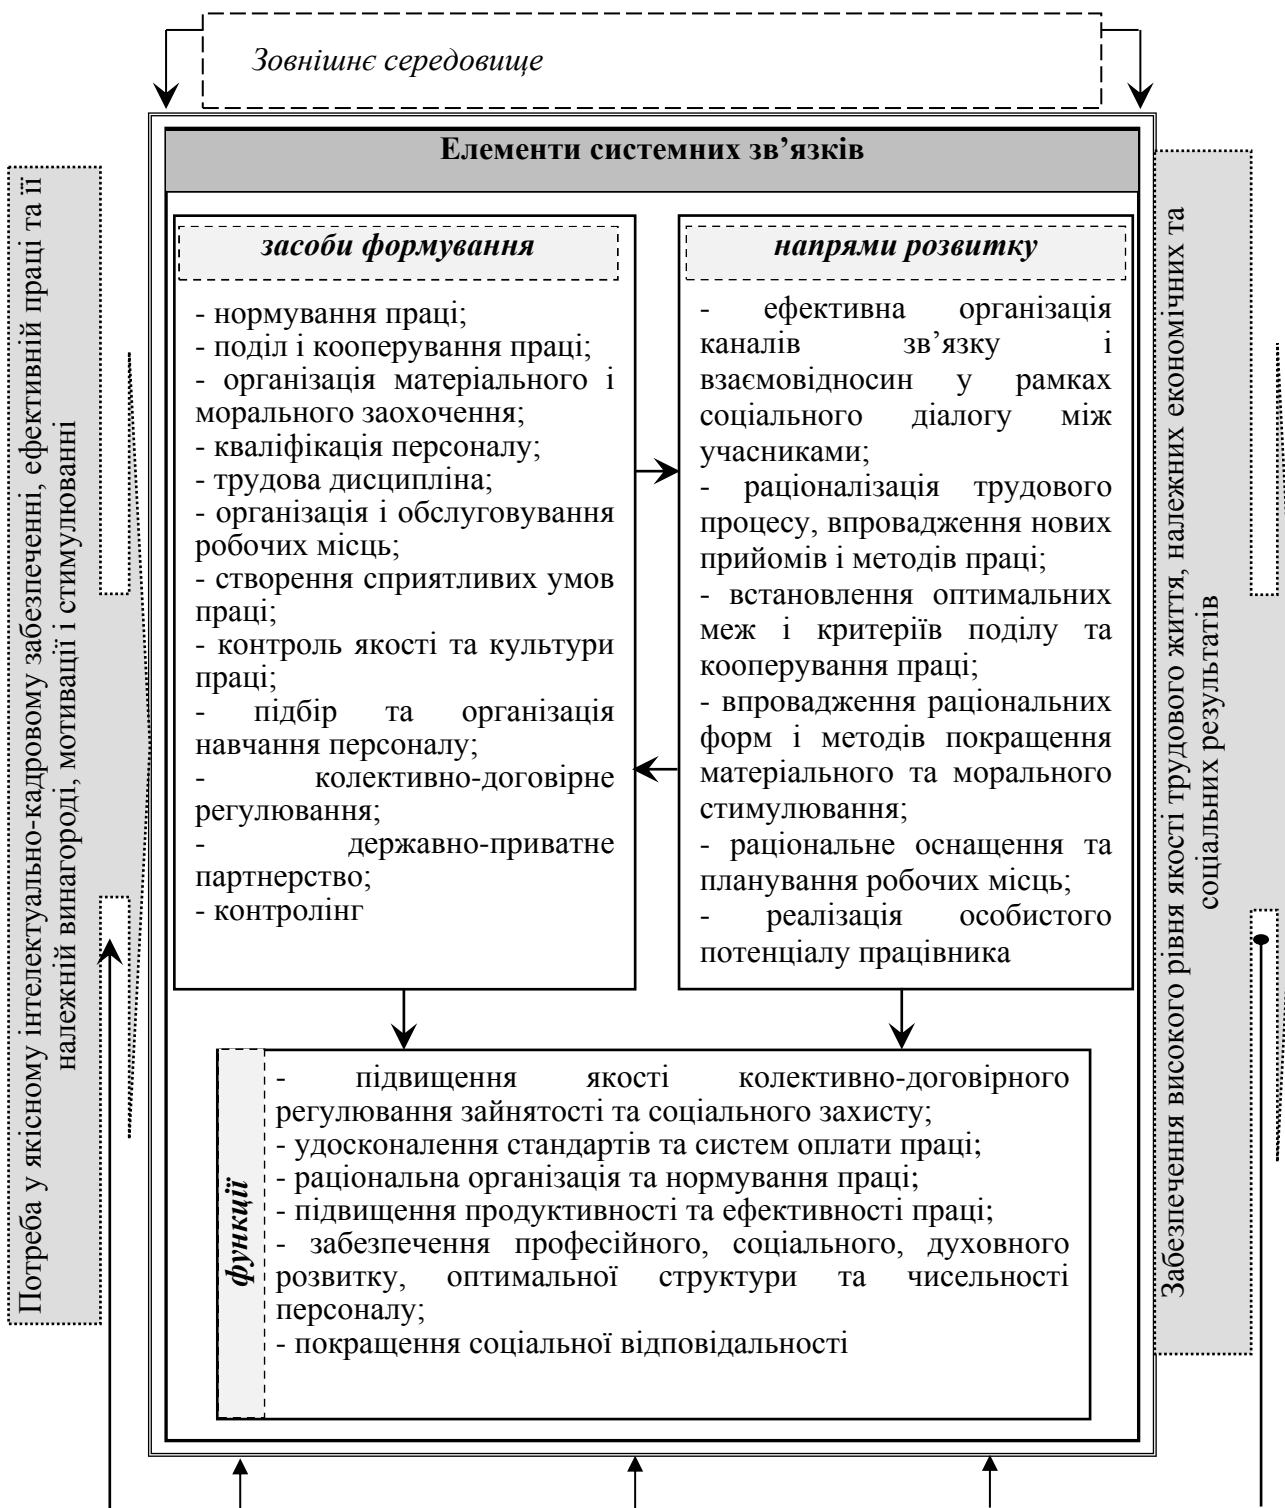 Зовнішнє середовище
Елементи системних зв’язків
Потреба у якісному інтелектуально-кадровому забезпеченні, ефективній праці та її
належній винагороді, мотивації і стимулюванні
засоби формування
- нормування праці;
- поділ і кооперування праці;
- організація матеріального і
морального заохочення;
- кваліфікація персоналу;
- трудова дисципліна;
- організація і обслуговування
робочих місць;
- створення сприятливих умов
праці;
- контроль якості та культури
праці;
- підбір та організація
навчання персоналу;
- колективно-договірне
регулювання;
- державно-приватне
партнерство;
- контролінг
напрями розвитку
- ефективна організація
каналів зв’язку і
взаємовідносин у рамках
соціального діалогу між
учасниками;
- раціоналізація трудового
процесу, впровадження нових
прийомів і методів праці;
- встановлення оптимальних
меж і критеріїв поділу та
кооперування праці;
- впровадження раціональних
форм і методів покращення
матеріального та морального
стимулювання;
- раціональне оснащення та
планування робочих місць;
- реалізація особистого
потенціалу працівника
функції
- підвищення якості колективно-договірного
регулювання зайнятості та соціального захисту;
- удосконалення стандартів та систем оплати праці;
- раціональна організація та нормування праці;
- підвищення продуктивності та ефективності праці;
- забезпечення професійного, соціального, духовного
розвитку, оптимальної структури та чисельності
персоналу;
- покращення соціальної відповідальності
Забезпечення високого рівня якості трудового життя, належних економічних та
соціальних результатів